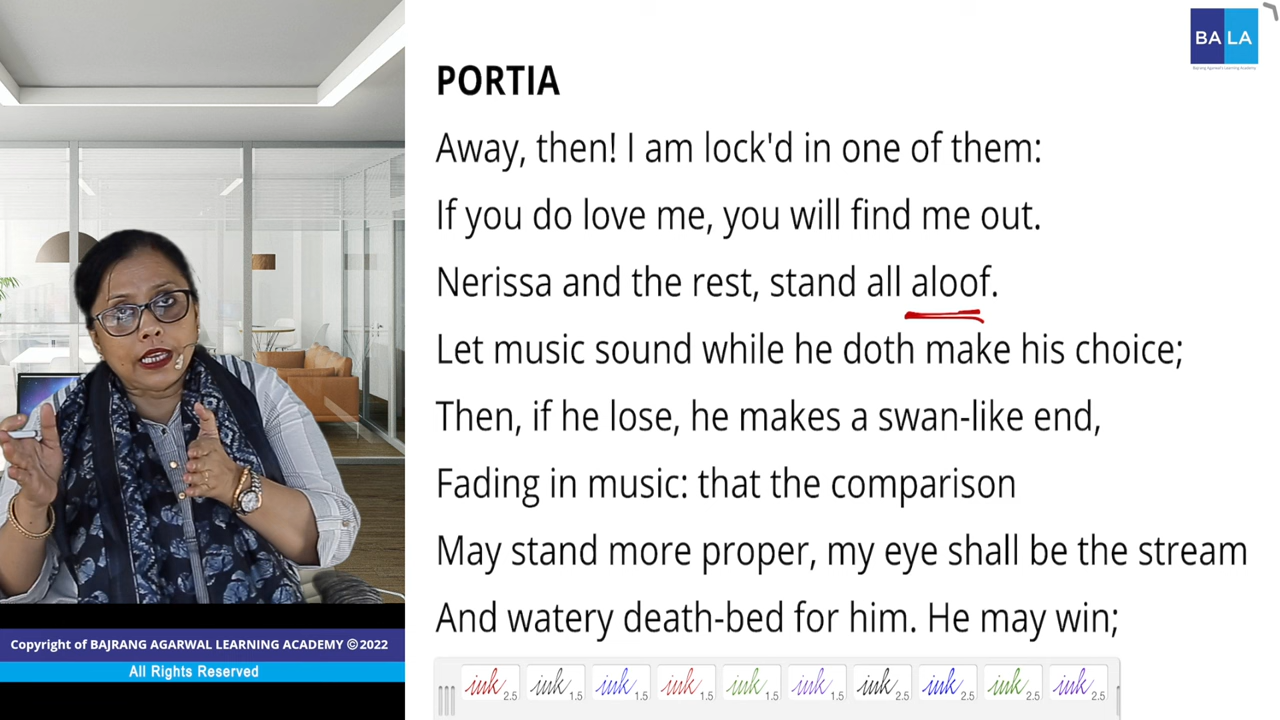 BA LA
PORTIA
Away, then! I am lock'd in one of them:
If you do love me, you will find me out.
Nerissa and the rest, stand all aloof.
Let music sound while he doth make his choice;
Then, if he lose, he makes a swan-like end,
Fading in music: that the comparison
May stand more proper, my eye shall be the stream
And watery death-bed for him. He may win;
Copyright of BAJRANG AGARWAL LEARNING ACADEMY ©2022
All Rights Reserved
ink 2.5 ink 1.5 ink 1.5 ink 1.5 ink 1.5 ink 1.5 ink 2.5 ink 2.5 ink 2.5 ink 2.5